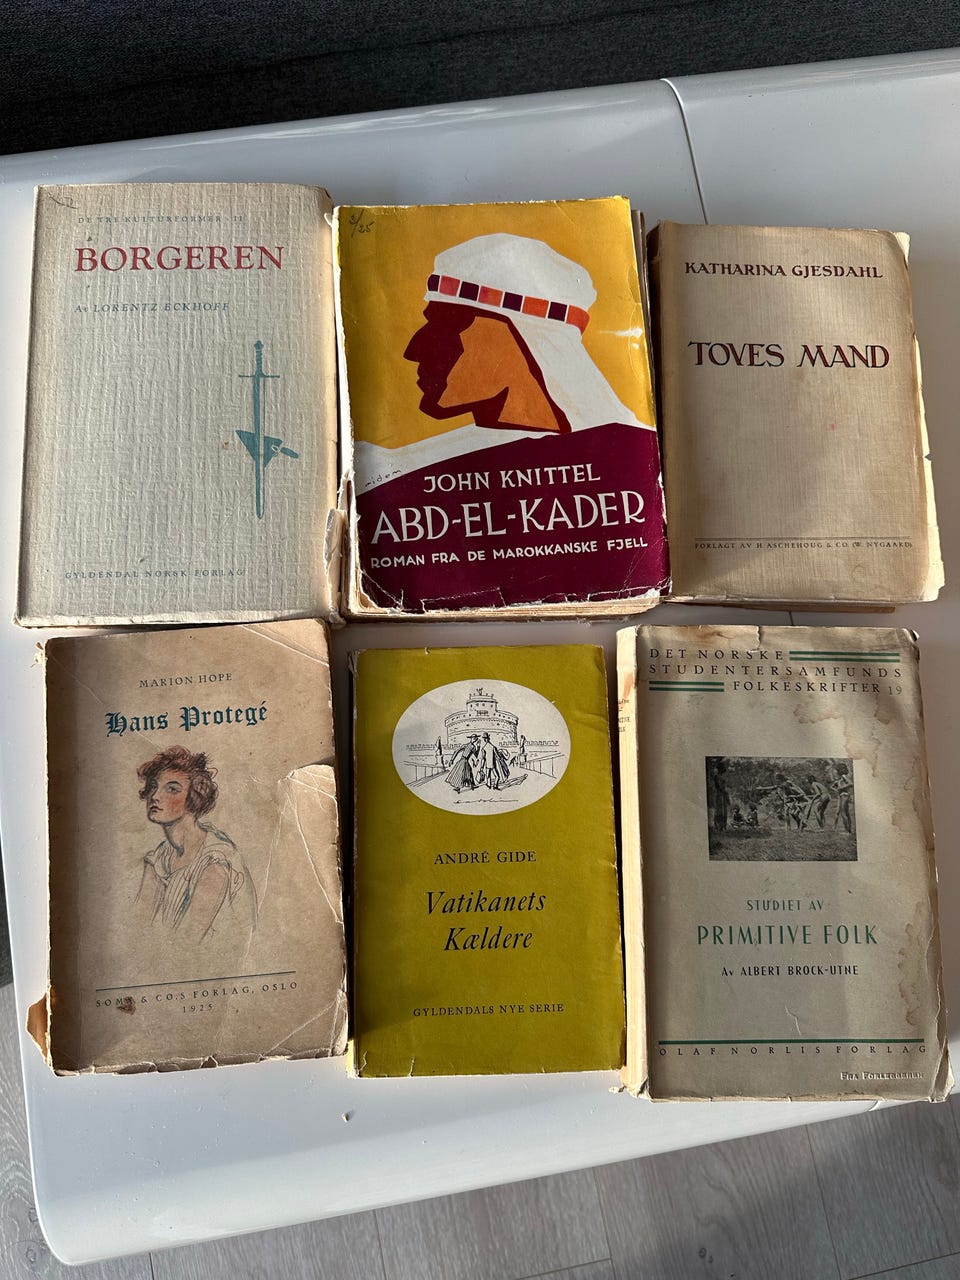 DE TRE KULTURFORMER · II
BORGEREN
Av LORENTZ ECKHOFF
GYLDENDAL NORSK FORLAG
2/25
JOHN KNITTEL
ABD-EL-KADER
ROMAN FRA DE MAROKKANSKE FJELL
KATHARINA GJESDAHL
TOVES MAND
FORLAGT AV H. ASCHEHOUG & CO. (W. NYGAARD)
MARION HOPE
Hans Protegé
& CO:S FORLAG, OSLO
1925
ANDRÉ GIDE
Vatikanets
Kældere
GYLDENDALS NYE SERIE
DET NORSKE
STUDENTERSAMFUNDS
FOLKESKRIFTER 19
STUDIET AV
PRIMITIVE FOLK
AV ALBERT BROCK-UTNE
OLAF NORLIS FORLAG
FRA FORLEGGEREN